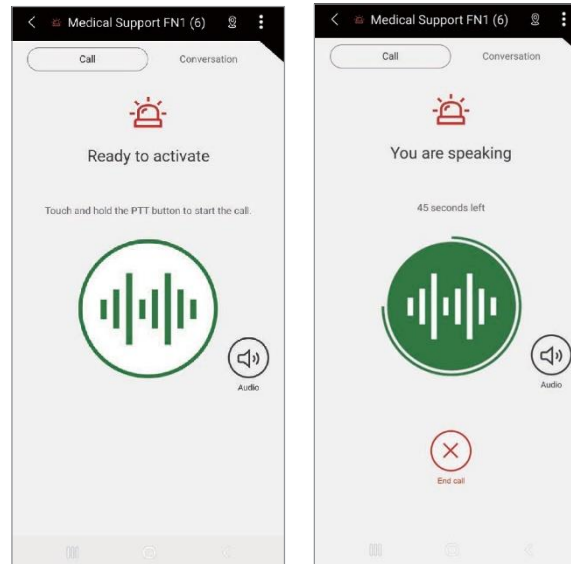 Medical Support FN1 (6)
Call
Conversation
Ready to activate
Touch and hold the PTT button to start the call.
Audio
Medical Support FN1 (6)
Call
Conversation
You are speaking
45 seconds left
Audio
End call